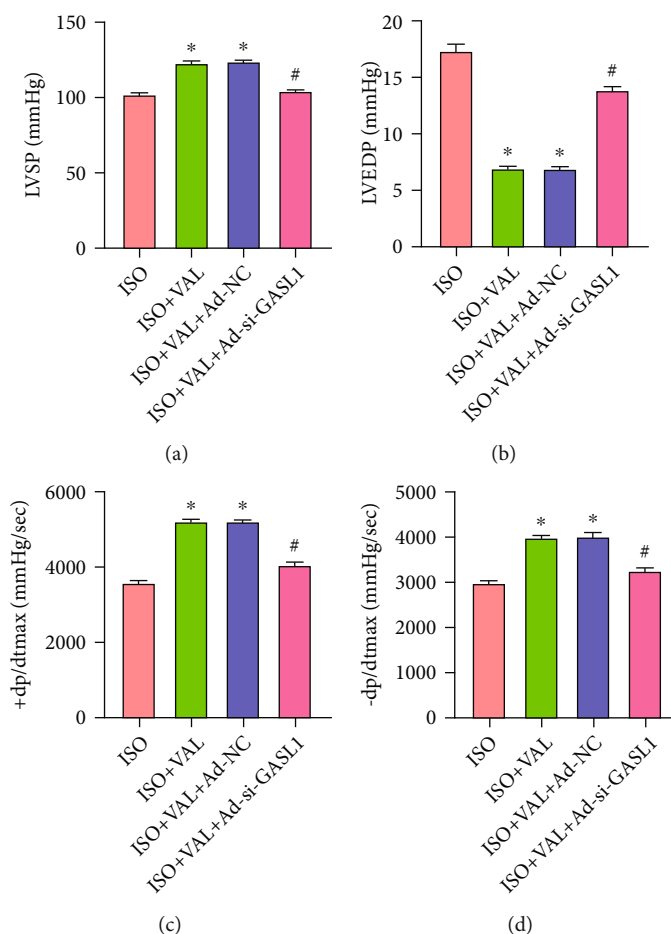 LVSP (mmHg)
150
100
50
0
*
*
#
ISO
ISO+VAL
ISO+VAL+Ad-NC
ISO+VAL+Ad-si-GASL1
(a)
LVEDP (mmHg)
20
15
10
5
0
*
*
#
ISO
ISO+VAL
ISO+VAL+Ad-NC
ISO+VAL+Ad-si-GASL1
(b)
+dp/dtmax (mmHg/sec)
6000
4000
2000
0
*
*
#
ISO
ISO+VAL
ISO+VAL+Ad-NC
ISO+VAL+Ad-si-GASL1
(c)
-dp/dtmax (mmHg/sec)
5000
4000
3000
2000
1000
0
*
*
#
ISO
ISO+VAL
ISO+VAL+Ad-NC
ISO+VAL+Ad-si-GASL1
(d)